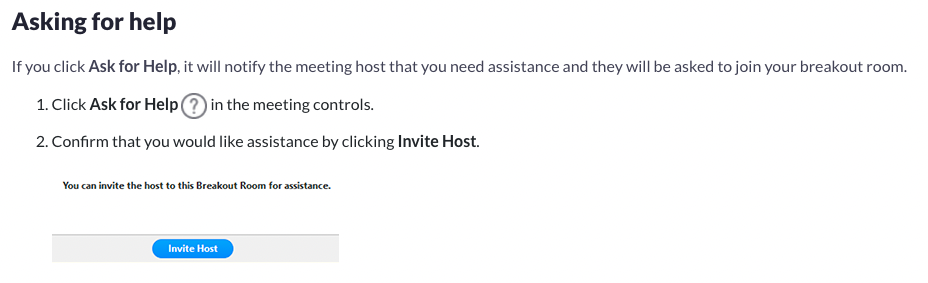 Asking for help
If you click Ask for Help, it will notify the meeting host that you need assistance and they will be asked to join your breakout room.
1. Click Ask for Help ? in the meeting controls.
2. Confirm that you would like assistance by clicking Invite Host.
You can invite the host to this Breakout Room for assistance.
Invite Host